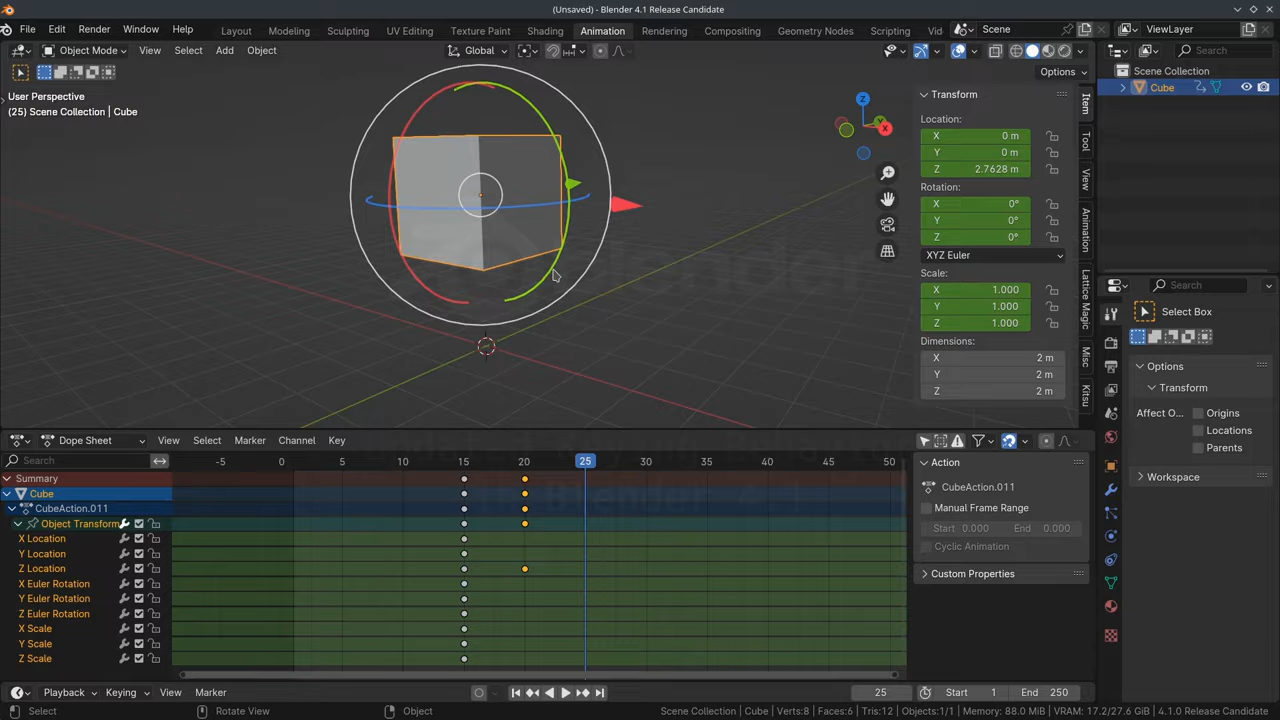 (Unsaved) - Blender 4.1 Release Candidate
File Edit Render Window Help
Layout Modeling Sculpting UV Editing Texture Paint Shading Animation Rendering Compositing Geometry Nodes Scripting
Scene ViewLayer
Object Mode View Select Add Object Global
Search
Options
User Perspective
(25) Scene Collection | Cube
Z
Y
X
Transform
Location:
X 0 m
Y 0 m
Z 2.7628 m
Rotation:
X 0°
Y 0°
Z 0°
XYZ Euler
Scale:
X 1.000
Y 1.000
Z 1.000
Dimensions:
X 2 m
Y 2 m
Z 2 m
Item
Tool
View
Animation
Lattice Magic
Misc
Kitsu
Scene Collection
Cube
Search
Select Box
Options
Transform
Affect O... Origins
Locations
Parents
Workspace
Dope Sheet View Select Marker Channel Key
Search
-5 0 5 10 15 20 25 30 35 40 45 50
Summary
Cube
CubeAction.011
Object Transform
X Location
Y Location
Z Location
X Euler Rotation
Y Euler Rotation
Z Euler Rotation
X Scale
Y Scale
Z Scale
Action
CubeAction.011
Manual Frame Range
Start 0.000 End 0.000
Cyclic Animation
Custom Properties
Playback Keying View Marker
25 Start 1 End 250
Select Rotate View Object
Scene Collection | Cube | Verts:8 | Faces:6 | Tris:12 | Objects:1/1 | Memory: 88.0 MiB | VRAM: 17.2/27.6 GiB | 4.1.0 Release Candidate